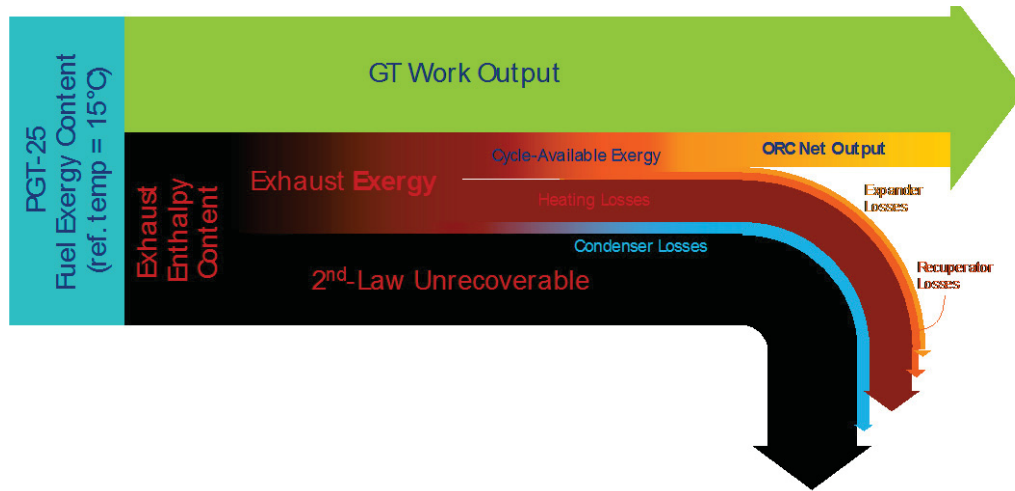 PGT-25
Fuel Exergy Content
(ref. temp = 15°C)
GT Work Output
Exhaust
Enthalpy
Content
Exhaust Exergy
Cycle-Available Exergy
ORC Net Output
Heating Losses
Expander
Losses
Condenser Losses
Recuperator
Losses
2nd-Law Unrecoverable